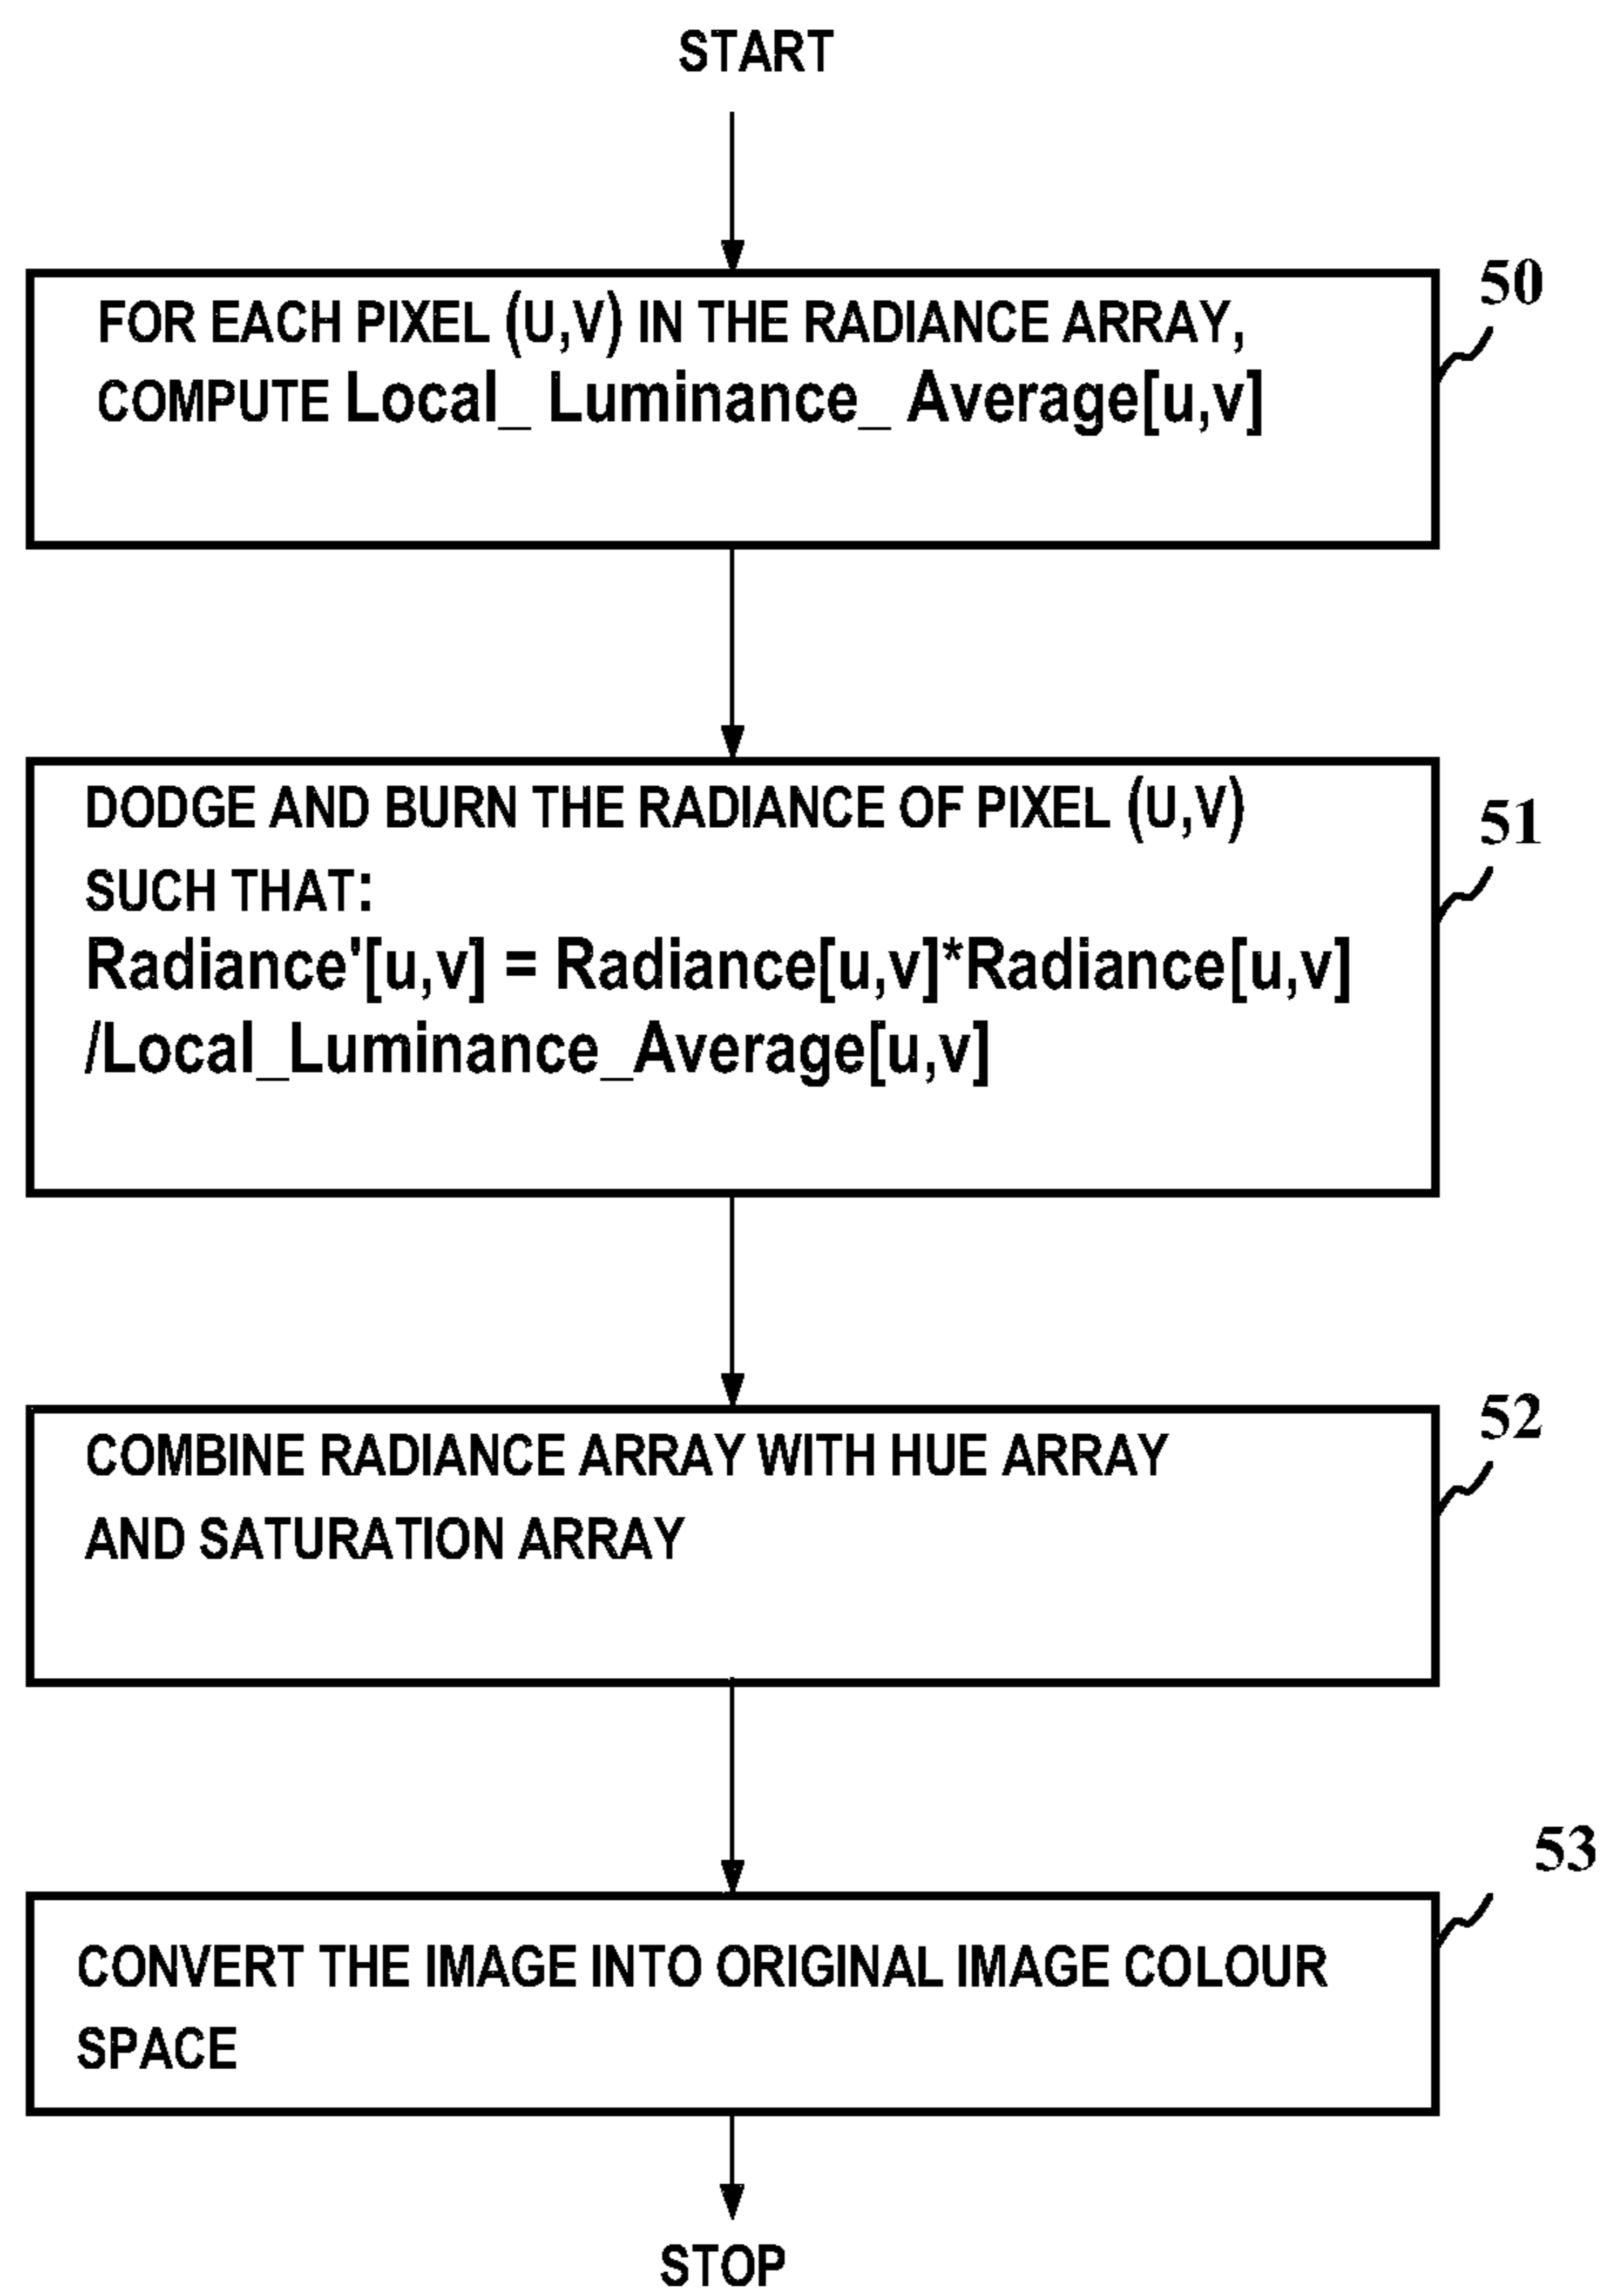 START
50
FOR EACH PIXEL (U,V) IN THE RADIANCE ARRAY,
COMPUTE Local_ Luminance_ Average[u,v]
51
DODGE AND BURN THE RADIANCE OF PIXEL (U,V)
SUCH THAT:
Radiance'[u,v] = Radiance[u,v]*Radiance[u,v]
/Local_Luminance_Average[u,v]
52
COMBINE RADIANCE ARRAY WITH HUE ARRAY
AND SATURATION ARRAY
53
CONVERT THE IMAGE INTO ORIGINAL IMAGE COLOUR
SPACE
STOP